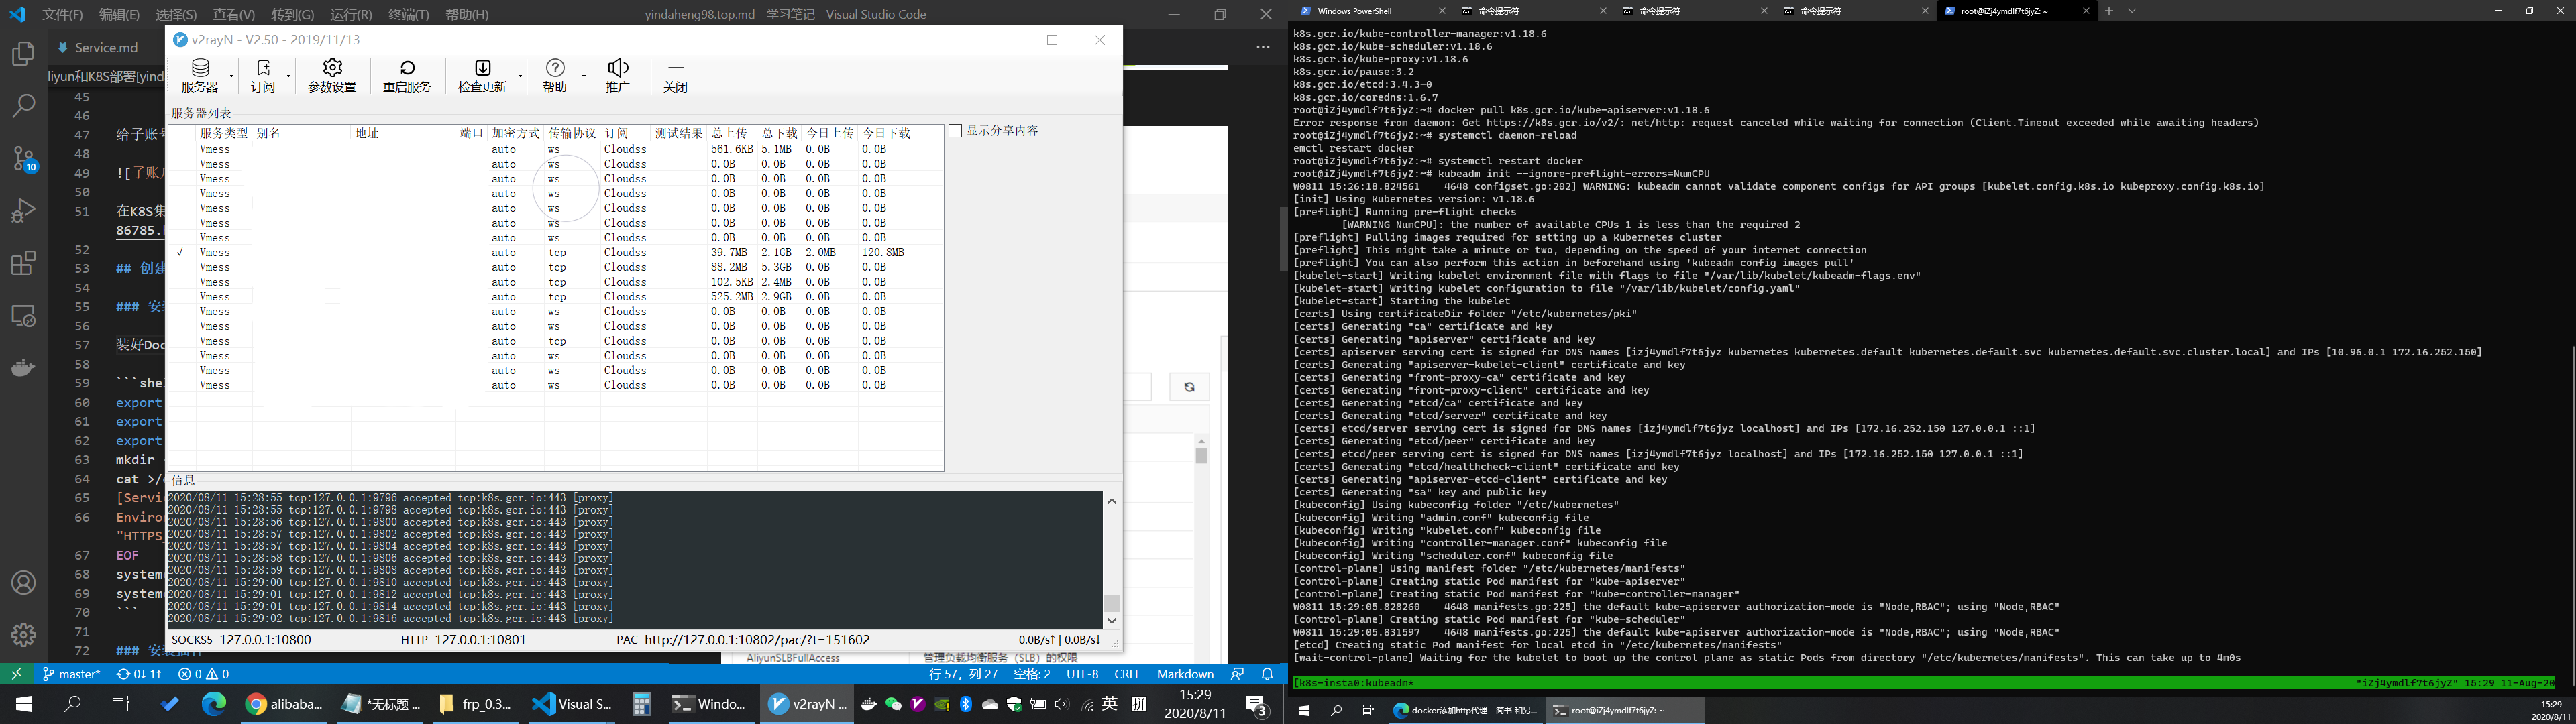 文件(F) 编辑(E) 选择(S) 查看(V) 转到(G) 运行(R) 终端(T) 帮助(H) yindaheng98.top.md - 学习笔记 - Visual Studio Code
Service.md
liyun和K8S部署[yind
45
46
47 给子账号
48
49 ![子账户
50
51 在K8S集
86785.
52
53 ## 创建
54
55 ### 安装
56
57 装好Doc
58
59 ```she
60 export
61 export
62 export
63 mkdir
64 cat >/
65 [Servic
66 Environ
"HTTPS_
67 EOF
68 system
69 system
70 ```
71
72 ### 安装插件
v2rayN - V2.50 - 2019/11/13
服务器 订阅 参数设置 重启服务 检查更新 帮助 推广 关闭
服务器列表
服务类型 别名 地址 端口 加密方式 传输协议 订阅 测试结果 总上传 总下载 今日上传 今日下载
显示分享内容
Vmess auto ws Cloudss 561.6KB 5.1MB 0.0B 0.0B
Vmess auto ws Cloudss 0.0B 0.0B 0.0B 0.0B
Vmess auto ws Cloudss 0.0B 0.0B 0.0B 0.0B
Vmess auto ws Cloudss 0.0B 0.0B 0.0B 0.0B
Vmess auto ws Cloudss 0.0B 0.0B 0.0B 0.0B
Vmess auto ws Cloudss 0.0B 0.0B 0.0B 0.0B
Vmess auto ws Cloudss 0.0B 0.0B 0.0B 0.0B
√ Vmess auto tcp Cloudss 39.7MB 2.1GB 2.0MB 120.8MB
Vmess auto tcp Cloudss 88.2MB 5.3GB 0.0B 0.0B
Vmess auto tcp Cloudss 102.5KB 2.4MB 0.0B 0.0B
Vmess auto tcp Cloudss 525.2MB 2.9GB 0.0B 0.0B
Vmess auto ws Cloudss 0.0B 0.0B 0.0B 0.0B
Vmess auto ws Cloudss 0.0B 0.0B 0.0B 0.0B
Vmess auto tcp Cloudss 0.0B 0.0B 0.0B 0.0B
Vmess auto ws Cloudss 0.0B 0.0B 0.0B 0.0B
Vmess auto ws Cloudss 0.0B 0.0B 0.0B 0.0B
Vmess auto ws Cloudss 0.0B 0.0B 0.0B 0.0B
信息
2020/08/11 15:28:55 tcp:127.0.0.1:9796 accepted tcp:k8s.gcr.io:443 [proxy]
2020/08/11 15:28:55 tcp:127.0.0.1:9798 accepted tcp:k8s.gcr.io:443 [proxy]
2020/08/11 15:28:56 tcp:127.0.0.1:9800 accepted tcp:k8s.gcr.io:443 [proxy]
2020/08/11 15:28:57 tcp:127.0.0.1:9802 accepted tcp:k8s.gcr.io:443 [proxy]
2020/08/11 15:28:57 tcp:127.0.0.1:9804 accepted tcp:k8s.gcr.io:443 [proxy]
2020/08/11 15:28:58 tcp:127.0.0.1:9806 accepted tcp:k8s.gcr.io:443 [proxy]
2020/08/11 15:28:59 tcp:127.0.0.1:9808 accepted tcp:k8s.gcr.io:443 [proxy]
2020/08/11 15:29:00 tcp:127.0.0.1:9810 accepted tcp:k8s.gcr.io:443 [proxy]
2020/08/11 15:29:01 tcp:127.0.0.1:9812 accepted tcp:k8s.gcr.io:443 [proxy]
2020/08/11 15:29:01 tcp:127.0.0.1:9814 accepted tcp:k8s.gcr.io:443 [proxy]
2020/08/11 15:29:02 tcp:127.0.0.1:9816 accepted tcp:k8s.gcr.io:443 [proxy]
SOCKS5 127.0.0.1:10800 HTTP 127.0.0.1:10801 PAC http://127.0.0.1:10802/pac/?t=151602 0.0B/s↑ | 0.0B/s↓
AliyunSLBFullAccess 管理负载均衡服务（SLB）的权限
master* 0↓ 1↑ 0 0 行 57, 列 27 空格: 2 UTF-8 CRLF Markdown
alibaba... *无标题 ... frp_0.3... Visual S... Windo... v2rayN ... 英 15:29
2020/8/11 3
Windows PowerShell 命令提示符 命令提示符 命令提示符 root@iZj4ymdlf7t6jyZ: ~
k8s.gcr.io/kube-controller-manager:v1.18.6
k8s.gcr.io/kube-scheduler:v1.18.6
k8s.gcr.io/kube-proxy:v1.18.6
k8s.gcr.io/pause:3.2
k8s.gcr.io/etcd:3.4.3-0
k8s.gcr.io/coredns:1.6.7
root@iZj4ymdlf7t6jyZ:~# docker pull k8s.gcr.io/kube-apiserver:v1.18.6
Error response from daemon: Get https://k8s.gcr.io/v2/: net/http: request canceled while waiting for connection (Client.Timeout exceeded while awaiting headers)
root@iZj4ymdlf7t6jyZ:~# systemctl daemon-reload
emctl restart docker
root@iZj4ymdlf7t6jyZ:~# systemctl restart docker
root@iZj4ymdlf7t6jyZ:~# kubeadm init --ignore-preflight-errors=NumCPU
W0811 15:26:18.824561 4648 configset.go:202] WARNING: kubeadm cannot validate component configs for API groups [kubelet.config.k8s.io kubeproxy.config.k8s.io]
[init] Using Kubernetes version: v1.18.6
[preflight] Running pre-flight checks
[WARNING NumCPU]: the number of available CPUs 1 is less than the required 2
[preflight] Pulling images required for setting up a Kubernetes cluster
[preflight] This might take a minute or two, depending on the speed of your internet connection
[preflight] You can also perform this action in beforehand using 'kubeadm config images pull'
[kubelet-start] Writing kubelet environment file with flags to file "/var/lib/kubelet/kubeadm-flags.env"
[kubelet-start] Writing kubelet configuration to file "/var/lib/kubelet/config.yaml"
[kubelet-start] Starting the kubelet
[certs] Using certificateDir folder "/etc/kubernetes/pki"
[certs] Generating "ca" certificate and key
[certs] Generating "apiserver" certificate and key
[certs] apiserver serving cert is signed for DNS names [izj4ymdlf7t6jyz kubernetes kubernetes.default kubernetes.default.svc kubernetes.default.svc.cluster.local] and IPs [10.96.0.1 172.16.252.150]
[certs] Generating "apiserver-kubelet-client" certificate and key
[certs] Generating "front-proxy-ca" certificate and key
[certs] Generating "front-proxy-client" certificate and key
[certs] Generating "etcd/ca" certificate and key
[certs] Generating "etcd/server" certificate and key
[certs] etcd/server serving cert is signed for DNS names [izj4ymdlf7t6jyz localhost] and IPs [172.16.252.150 127.0.0.1 ::1]
[certs] Generating "etcd/peer" certificate and key
[certs] etcd/peer serving cert is signed for DNS names [izj4ymdlf7t6jyz localhost] and IPs [172.16.252.150 127.0.0.1 ::1]
[certs] Generating "etcd/healthcheck-client" certificate and key
[certs] Generating "apiserver-etcd-client" certificate and key
[certs] Generating "sa" key and public key
[kubeconfig] Using kubeconfig folder "/etc/kubernetes"
[kubeconfig] Writing "admin.conf" kubeconfig file
[kubeconfig] Writing "kubelet.conf" kubeconfig file
[kubeconfig] Writing "controller-manager.conf" kubeconfig file
[kubeconfig] Writing "scheduler.conf" kubeconfig file
[control-plane] Using manifest folder "/etc/kubernetes/manifests"
[control-plane] Creating static Pod manifest for "kube-apiserver"
[control-plane] Creating static Pod manifest for "kube-controller-manager"
W0811 15:29:05.828260 4648 manifests.go:225] the default kube-apiserver authorization-mode is "Node,RBAC"; using "Node,RBAC"
[control-plane] Creating static Pod manifest for "kube-scheduler"
W0811 15:29:05.831597 4648 manifests.go:225] the default kube-apiserver authorization-mode is "Node,RBAC"; using "Node,RBAC"
[etcd] Creating static Pod manifest for local etcd in "/etc/kubernetes/manifests"
[wait-control-plane] Waiting for the kubelet to boot up the control plane as static Pods from directory "/etc/kubernetes/manifests". This can take up to 4m0s
[k8s-insta0:kubeadm* "iZj4ymdlf7t6jyZ" 15:29 11-Aug-20
docker添加http代理 - 简书 和另... root@iZj4ymdlf7t6jyZ: ~ 15:29
2020/8/11